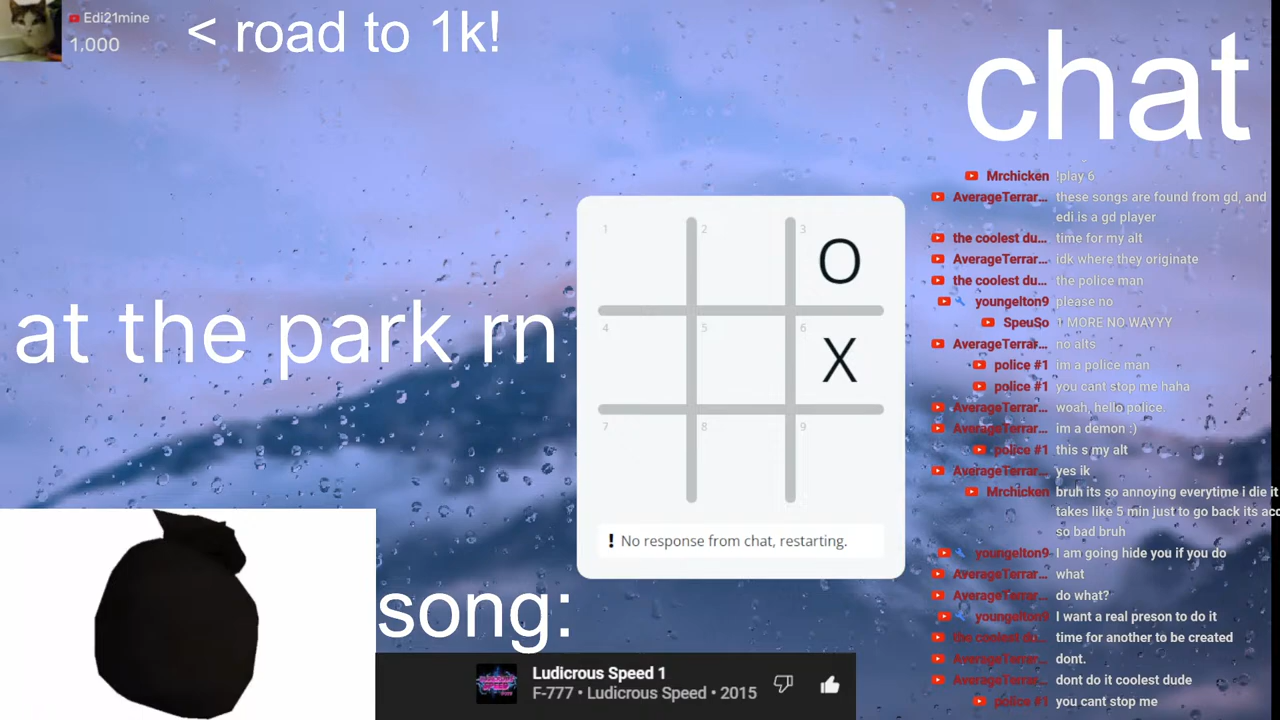 Edi21mine
1,000
< road to 1k!
chat
at the park rn
1
2
3
O
4
5
6
X
7
8
9
! No response from chat, restarting.
song:
Ludicrous Speed 1
F-777 • Ludicrous Speed • 2015
Mrchicken !play 6
AverageTerrar... these songs are found from gd, and
edi is a gd player
the coolest du... time for my alt
AverageTerrar... idk where they originate
the coolest du... the police man
youngelton9 please no
SpeuSo 1 MORE NO WAYYY
AverageTerrar... no alts
police #1 im a police man
police #1 you cant stop me haha
AverageTerrar... woah, hello police.
AverageTerrar... im a demon :)
police #1 this s my alt
AverageTerrar... yes ik
Mrchicken bruh its so annoying everytime i die it
takes like 5 min just to go back its acc
so bad bruh
youngelton9 I am going hide you if you do
AverageTerrar... what
AverageTerrar... do what?
youngelton9 I want a real preson to do it
the coolest du... time for another to be created
AverageTerrar... dont.
AverageTerrar... dont do it coolest dude
police #1 you cant stop me